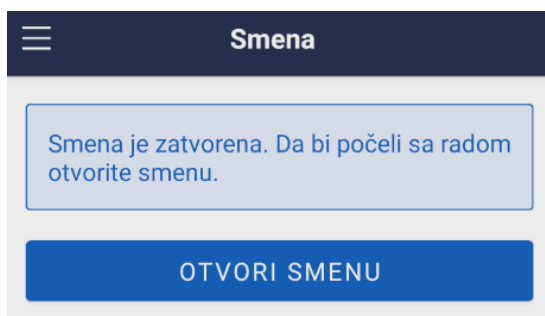 Smena
Smena je zatvorena. Da bi počeli sa radom
otvorite smenu.
OTVORI SMENU